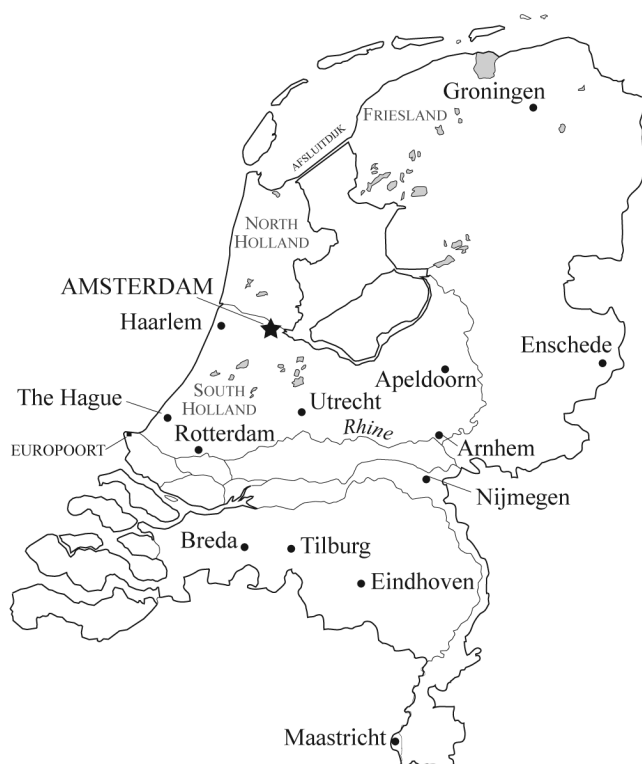 Groningen
FRIESLAND
AFSLUITDIJK
NORTH
HOLLAND
AMSTERDAM
Haarlem
Enschede
Apeldoorn
SOUTH
HOLLAND
The Hague
Utrecht
Rhine
Rotterdam
EUROPOORT
Arnhem
Nijmegen
Breda
Tilburg
Eindhoven
Maastricht